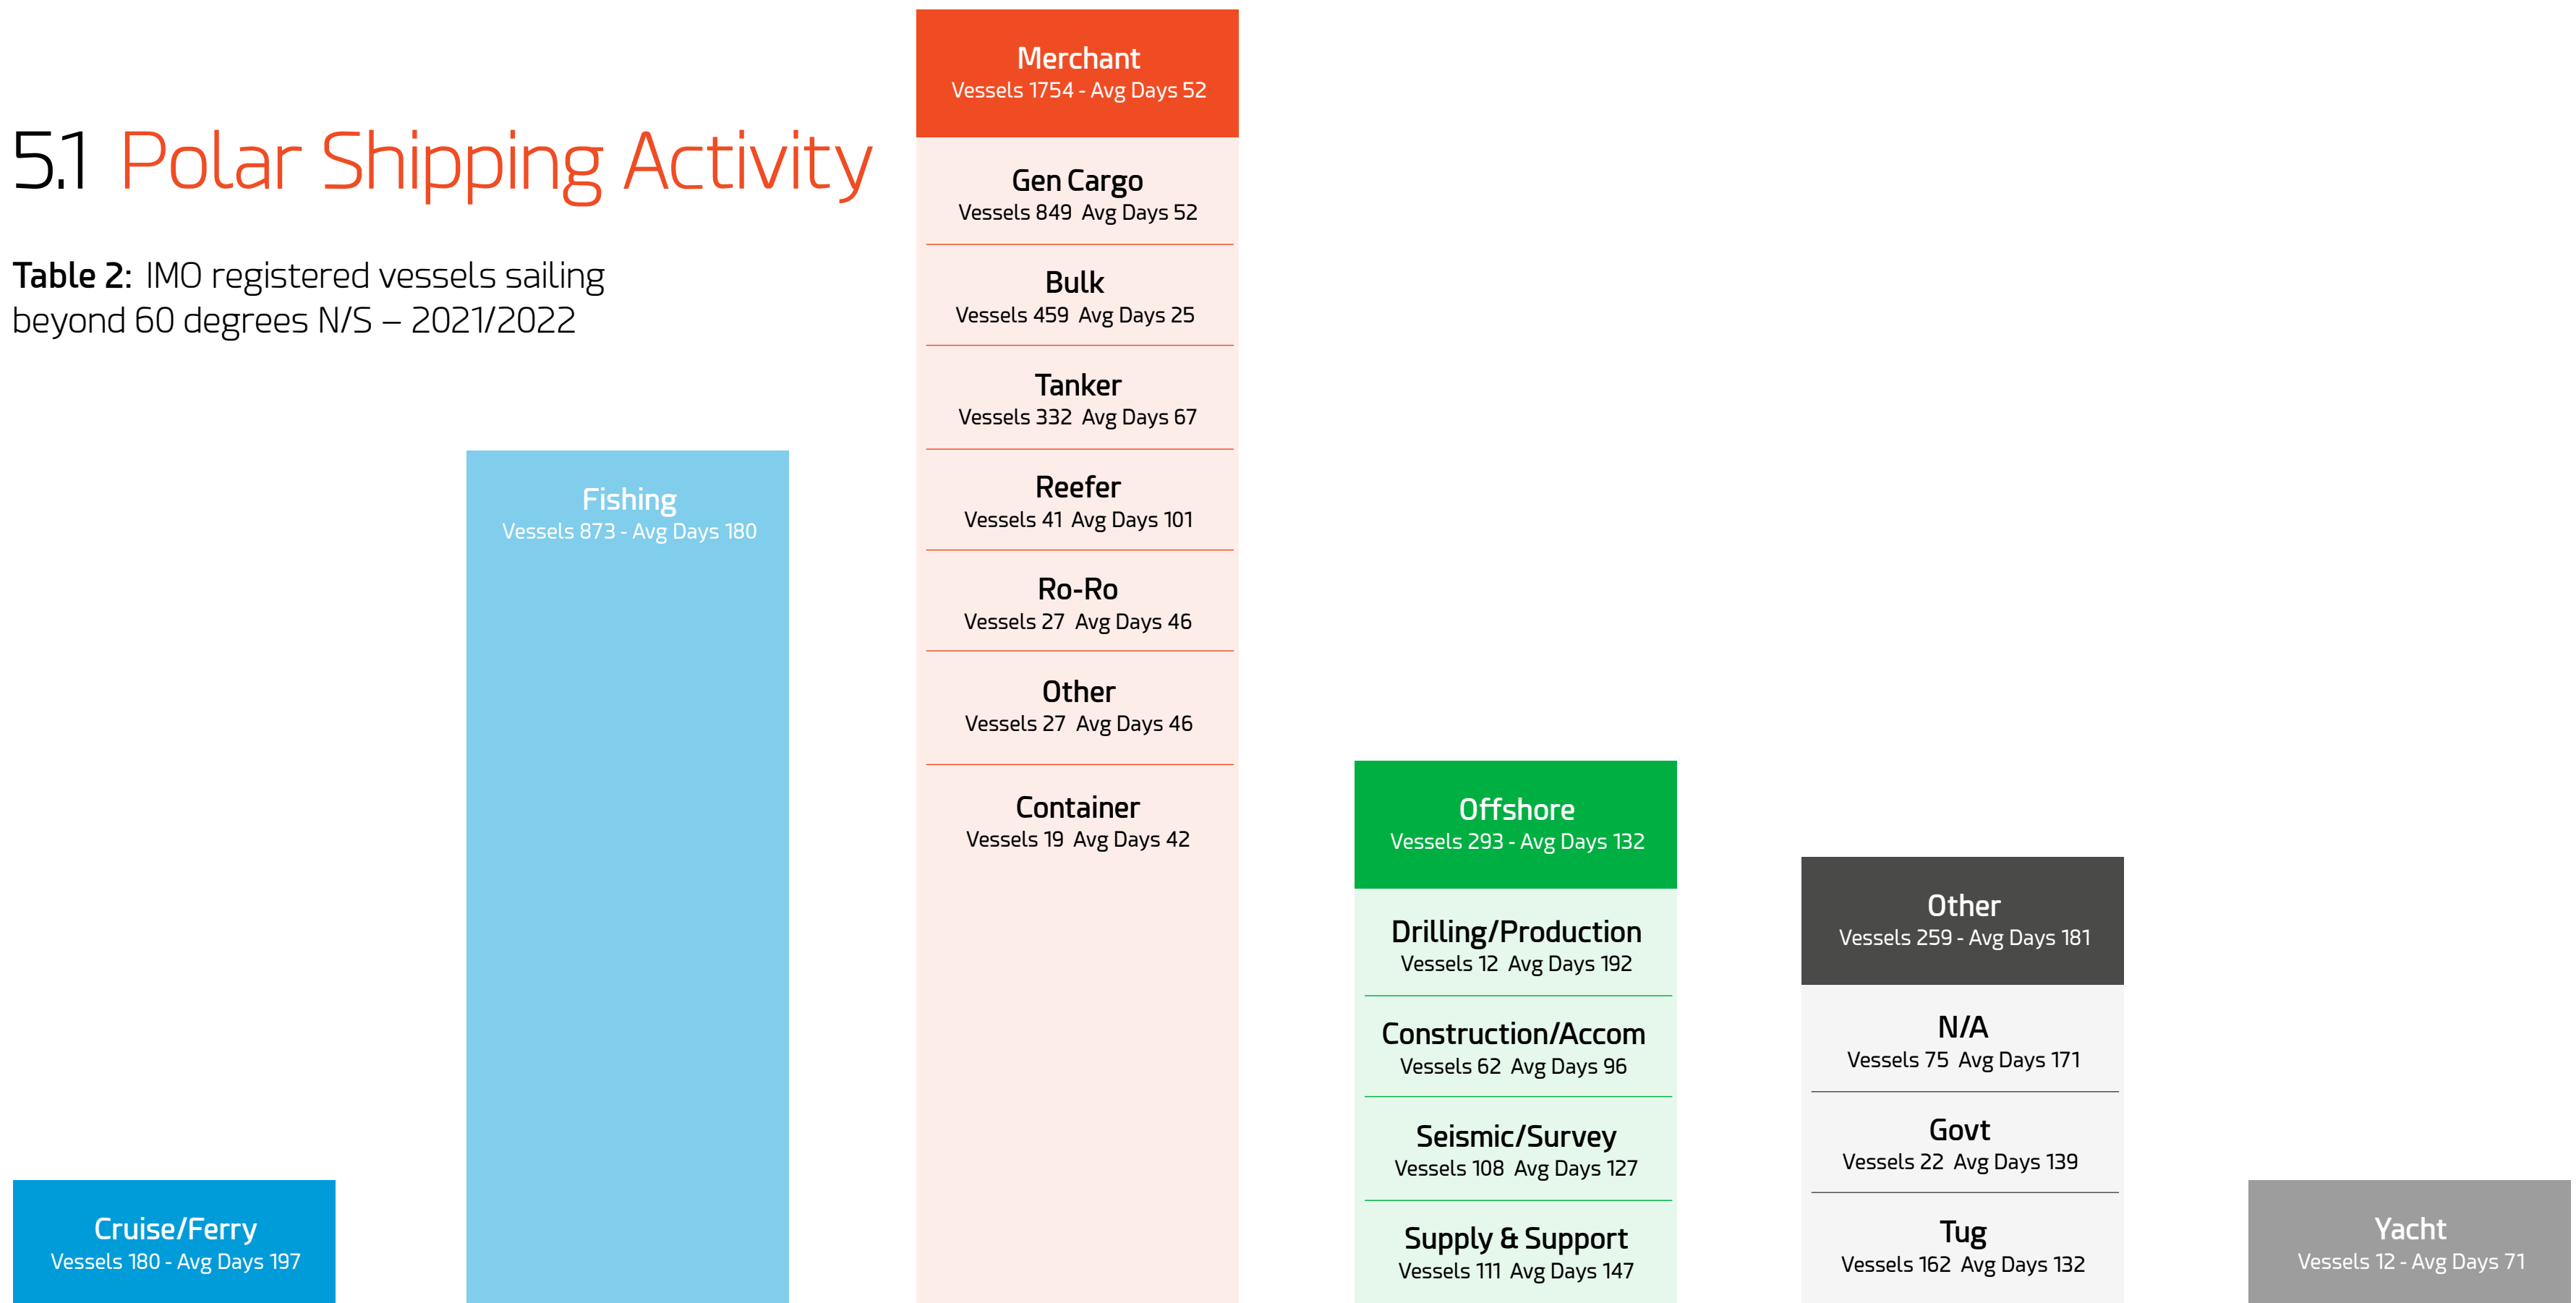 5.1 Polar Shipping Activity
Table 2: IMO registered vessels sailing
beyond 60 degrees N/S – 2021/2022
Cruise/Ferry
Vessels 180 - Avg Days 197
Fishing
Vessels 873 - Avg Days 180
Merchant
Vessels 1754 - Avg Days 52
Gen Cargo
Vessels 849 Avg Days 52
Bulk
Vessels 459 Avg Days 25
Tanker
Vessels 332 Avg Days 67
Reefer
Vessels 41 Avg Days 101
Ro-Ro
Vessels 27 Avg Days 46
Other
Vessels 27 Avg Days 46
Container
Vessels 19 Avg Days 42
Offshore
Vessels 293 - Avg Days 132
Drilling/Production
Vessels 12 Avg Days 192
Construction/Accom
Vessels 62 Avg Days 96
Seismic/Survey
Vessels 108 Avg Days 127
Supply & Support
Vessels 111 Avg Days 147
Other
Vessels 259 - Avg Days 181
N/A
Vessels 75 Avg Days 171
Govt
Vessels 22 Avg Days 139
Tug
Vessels 162 Avg Days 132
Yacht
Vessels 12 - Avg Days 71